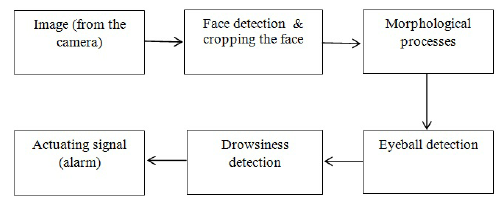 Image (from the
camera)
Face detection &
cropping the face
Morphological
processes
Eyeball detection
Drowsiness
detection
Actuating signal
(alarm)